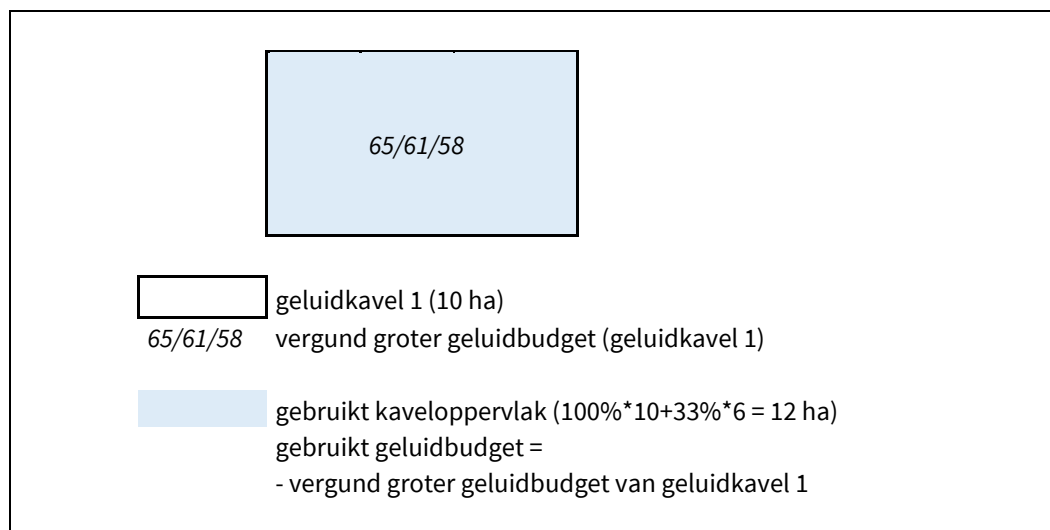 65/61/58
geluidkavel 1 (10 ha)
65/61/58 vergund groter geluidbudget (geluidkavel 1)
gebruikt kaveloppervlak (100%*10+33%*6 = 12 ha)
gebruikt geluidbudget =
- vergund groter geluidbudget van geluidkavel 1